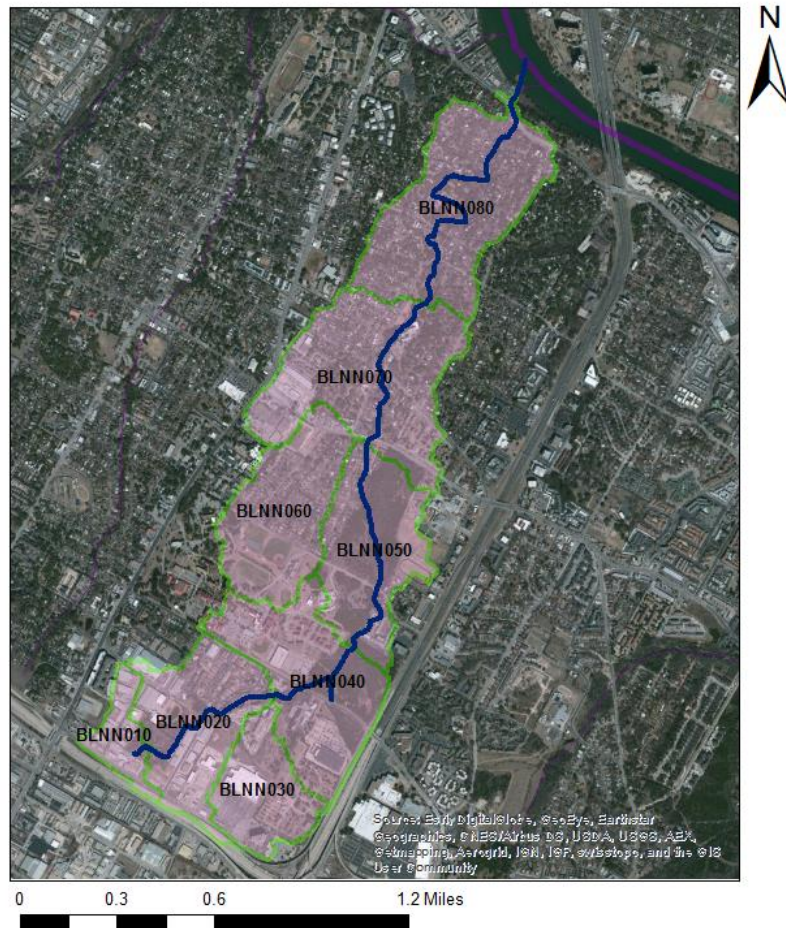 N
BLNN080
BLNN070
BLNN060
BLNN050
BLNN040
BLNN020
BLNN010
BLNN030
Source: Esri, DigitalGlobe, GeoEye, Earthstar
Geographics, CNES/Airbus DS, USDA, USGS, AEX,
Getmapping, Aerogrid, IGN, IGP, swisstopo, and the GIS
User Community
0 0.3 0.6 1.2 Miles